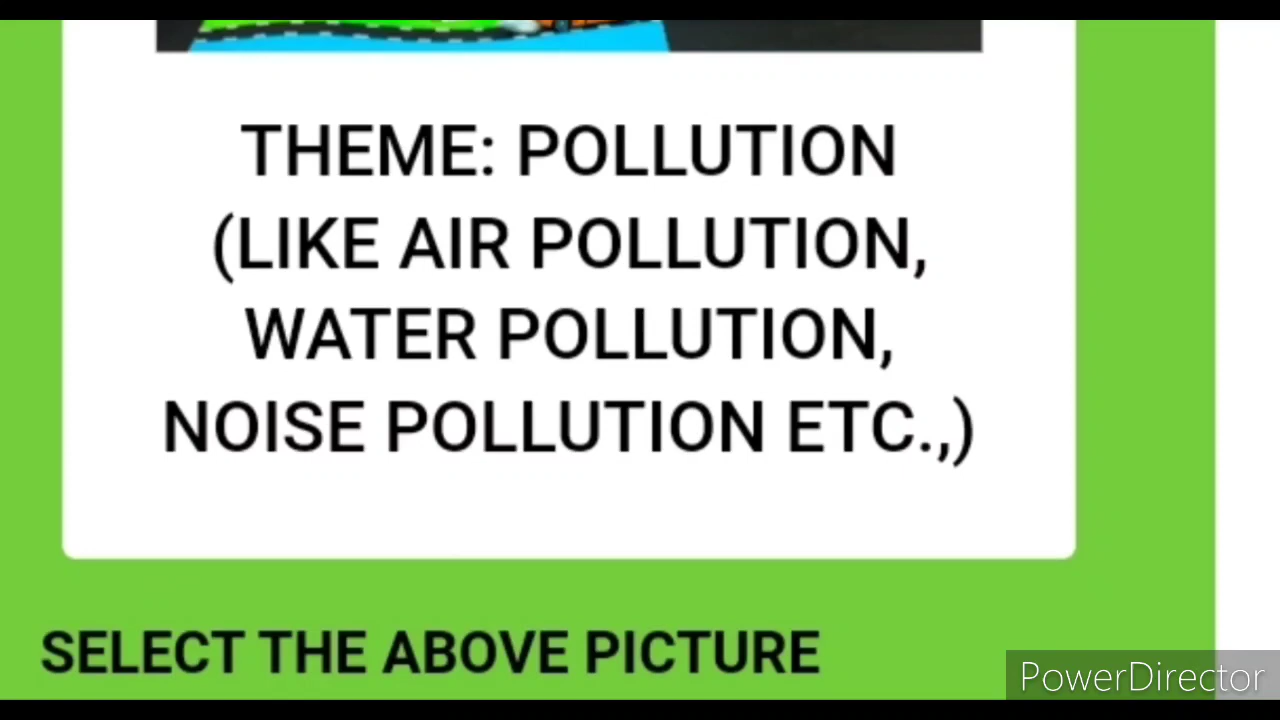 THEME: POLLUTION
(LIKE AIR POLLUTION,
WATER POLLUTION,
NOISE POLLUTION ETC.,)
SELECT THE ABOVE PICTURE
PowerDirector